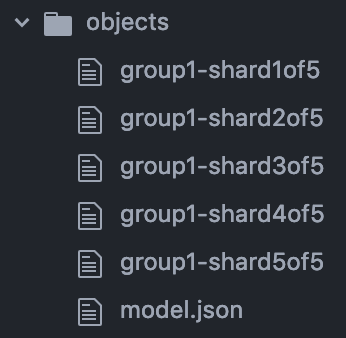 objects
group1-shard1of5
group1-shard2of5
group1-shard3of5
group1-shard4of5
group1-shard5of5
model.json